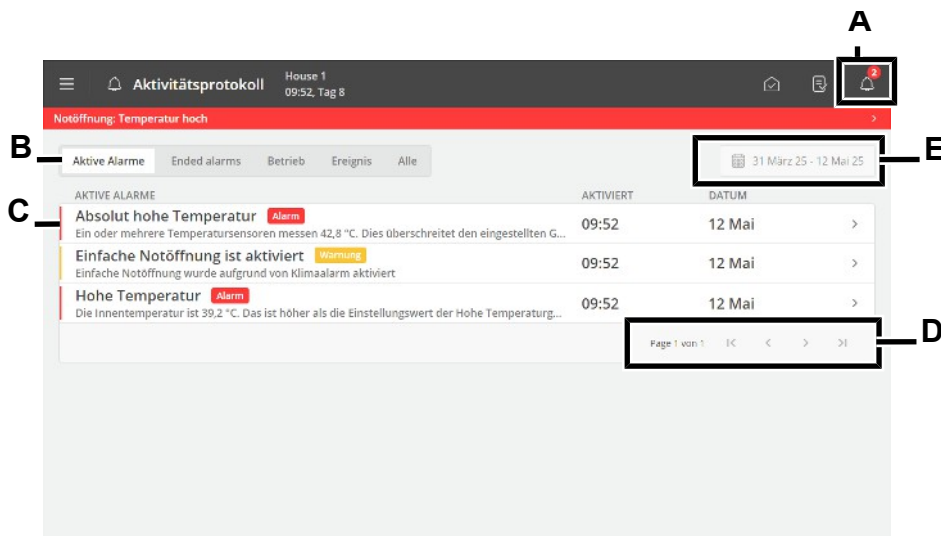 A
Aktivitätsprotokoll
House 1
09:52, Tag 8
2
Notöffnung: Temperatur hoch
B
Aktive Alarme Ended alarms Betrieb Ereignis Alle
31 März 25 - 12 Mai 25
E
AKTIVE ALARME AKTIVIERT DATUM
C
Absolut hohe Temperatur Alarm
Ein oder mehrere Temperatursensoren messen 42,8 °C. Dies überschreitet den eingestellten G...
09:52 12 Mai
Einfache Notöffnung ist aktiviert Warnung
Einfache Notöffnung wurde aufgrund von Klimaalarm aktiviert
09:52 12 Mai
Hohe Temperatur Alarm
Die Innentemperatur ist 39,2 °C. Das ist höher als die Einstellungswert der Hohe Temperaturg...
09:52 12 Mai
Page 1 von 1
D